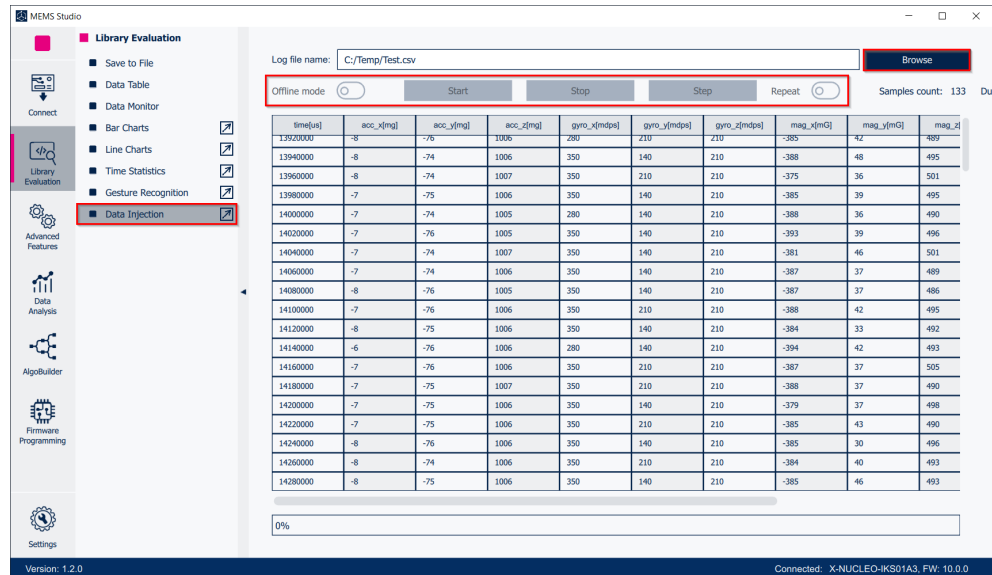 MEMS Studio
Connect
Library
Evaluation
Advanced
Features
Data
Analysis
AlgoBuilder
Firmware
Programming
Settings
Library Evaluation
Save to File
Data Table
Data Monitor
Bar Charts
Line Charts
Time Statistics
Gesture Recognition
Data Injection
Log file name: C:/Temp/Test.csv Browse
Offline mode Start Stop Step Repeat Samples count: 133 Du
time[us] acc_x[mg] acc_y[mg] acc_z[mg] gyro_x[mdps] gyro_y[mdps] gyro_z[mdps] mag_x[mG] mag_y[mG] mag_z[
13920000 -8 -76 1006 280 210 210 -385 42 489
13940000 -8 -74 1006 350 140 210 -388 48 495
13960000 -8 -74 1007 350 210 210 -375 36 501
13980000 -7 -75 1006 350 140 210 -385 39 495
14000000 -7 -74 1005 280 140 210 -388 36 490
14020000 -7 -76 1005 350 140 210 -393 39 496
14040000 -7 -74 1007 350 140 210 -381 46 501
14060000 -7 -74 1006 350 140 210 -387 37 489
14080000 -8 -76 1005 350 140 210 -387 37 486
14100000 -7 -76 1006 350 140 210 -388 42 495
14120000 -8 -75 1006 350 140 210 -384 33 492
14140000 -6 -76 1006 280 140 210 -394 42 493
14160000 -7 -76 1006 350 210 210 -387 37 505
14180000 -7 -75 1007 350 210 210 -388 37 490
14200000 -7 -75 1006 350 140 210 -379 37 498
14220000 -7 -75 1006 350 210 210 -385 43 490
14240000 -8 -76 1006 350 140 210 -385 30 496
14260000 -8 -74 1006 350 210 210 -384 40 493
14280000 -8 -75 1006 350 140 210 -385 46 493
0%
Version: 1.2.0 Connected: X-NUCLEO-IKS01A3, FW: 10.0.0